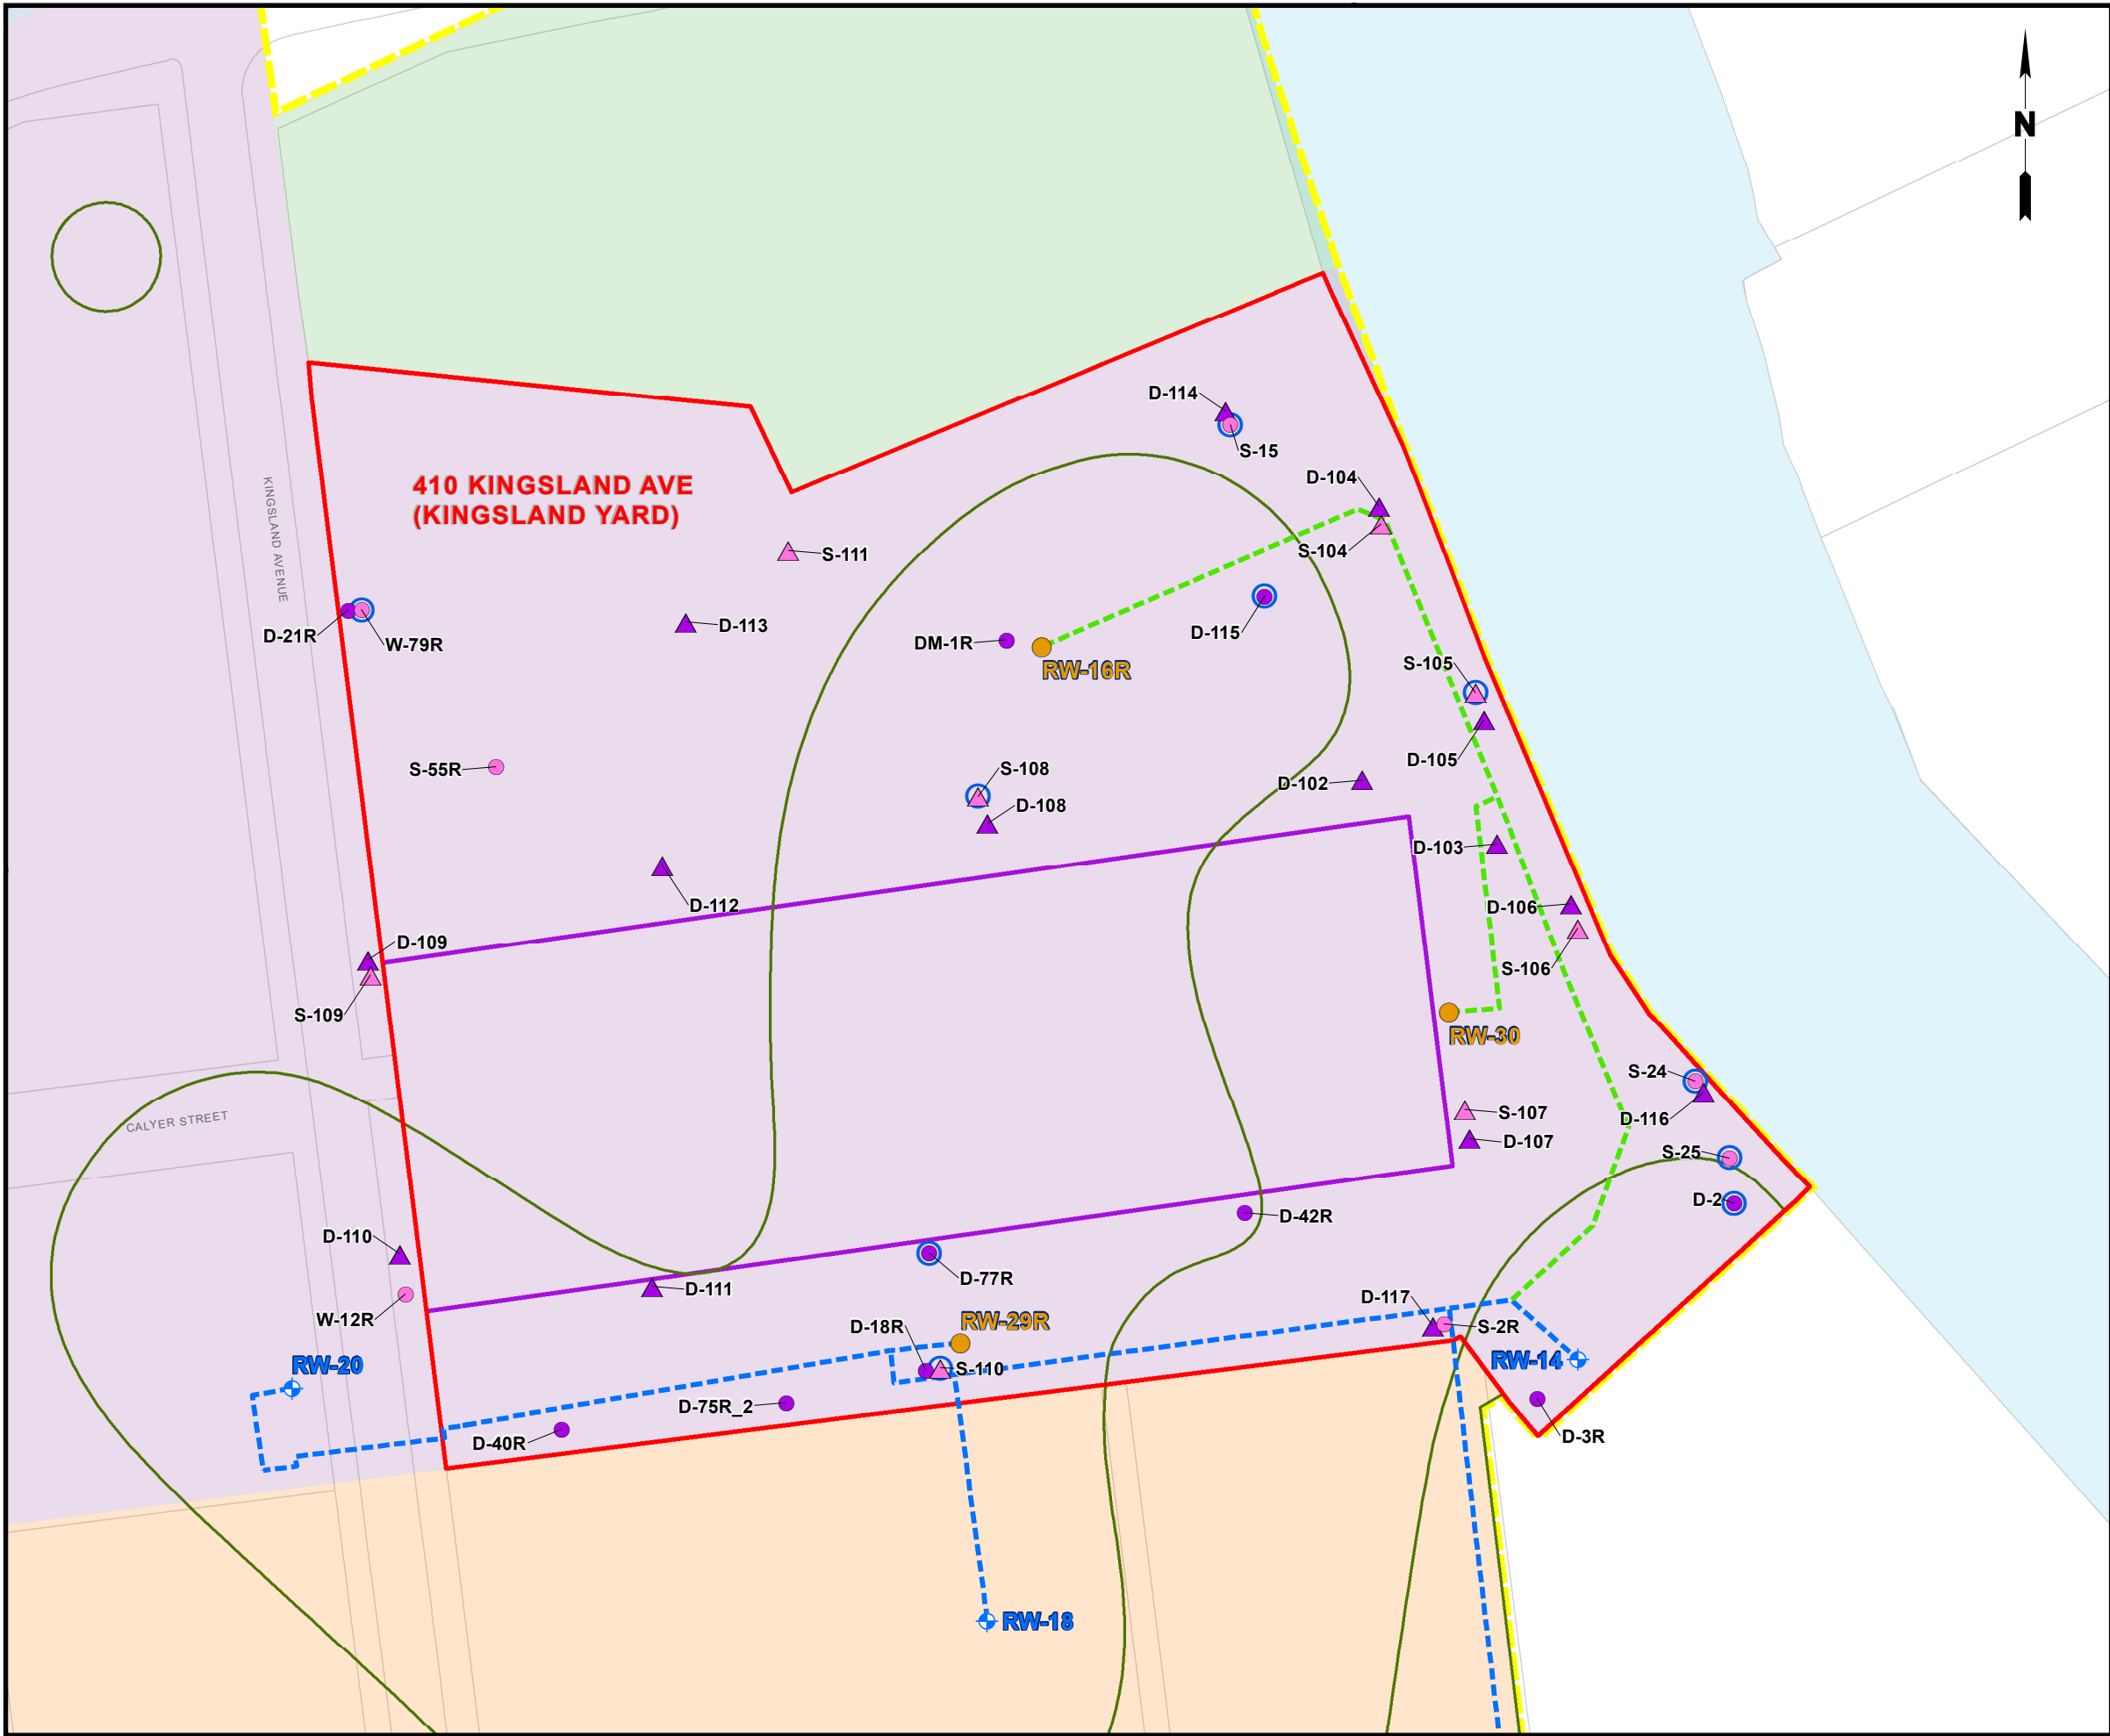 N
D-114
S-15
D-104
410 KINGSLAND AVE
(KINGSLAND YARD)
S-104
S-111
KINGSLAND AVENUE
D-113
D-115
D-21R
W-79R
DM-1R
RW-16R
S-105
D-105
S-55R
S-108
D-102
D-108
D-103
D-112
D-106
D-109
S-106
S-109
RW-30
S-24
CALYER STREET
S-107
D-116
D-107
S-25
D-2
D-42R
D-110
D-77R
D-111
D-117
W-12R
RW-29R
D-18R
S-2R
RW-20
S-110
RW-14
D-75R_2
D-40R
D-3R
RW-18